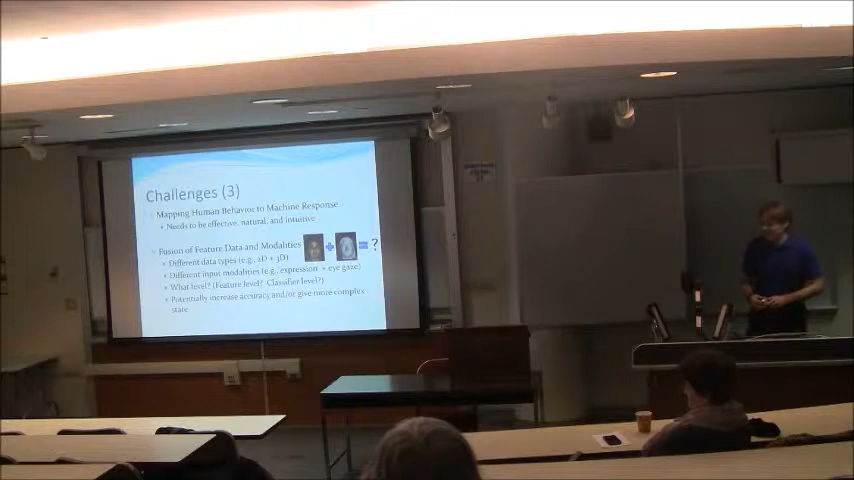 Challenges (3)
Mapping Human Behavior to Machine Response
• Needs to be effective, natural, and intuitive
Fusion of Feature Data and Modalities
+ = ?
• Different data types (e.g., 2D + 3D)
• Different input modalities (e.g., expression + eye gaze)
• What level? (Feature level? Classifier level?)
• Potentially increase accuracy and/or give more complex
state